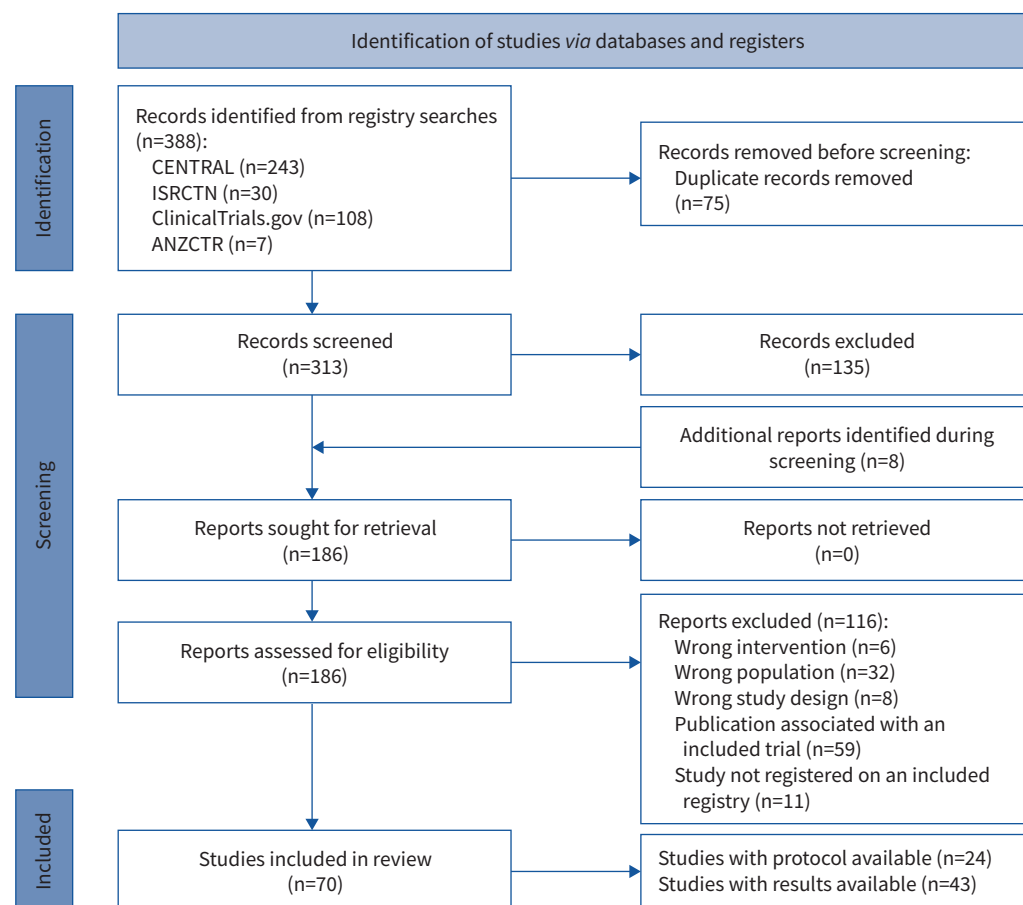 Identification of studies via databases and registers
Identification
Records identified from registry searches
(n=388):
CENTRAL (n=243)
ISRCTN (n=30)
ClinicalTrials.gov (n=108)
ANZCTR (n=7)
Records removed before screening:
Duplicate records removed
(n=75)
Screening
Records screened
(n=313)
Records excluded
(n=135)
Additional reports identified during
screening (n=8)
Reports sought for retrieval
(n=186)
Reports not retrieved
(n=0)
Reports assessed for eligibility
(n=186)
Reports excluded (n=116):
Wrong intervention (n=6)
Wrong population (n=32)
Wrong study design (n=8)
Publication associated with an
included trial (n=59)
Study not registered on an included
registry (n=11)
Included
Studies included in review
(n=70)
Studies with protocol available (n=24)
Studies with results available (n=43)